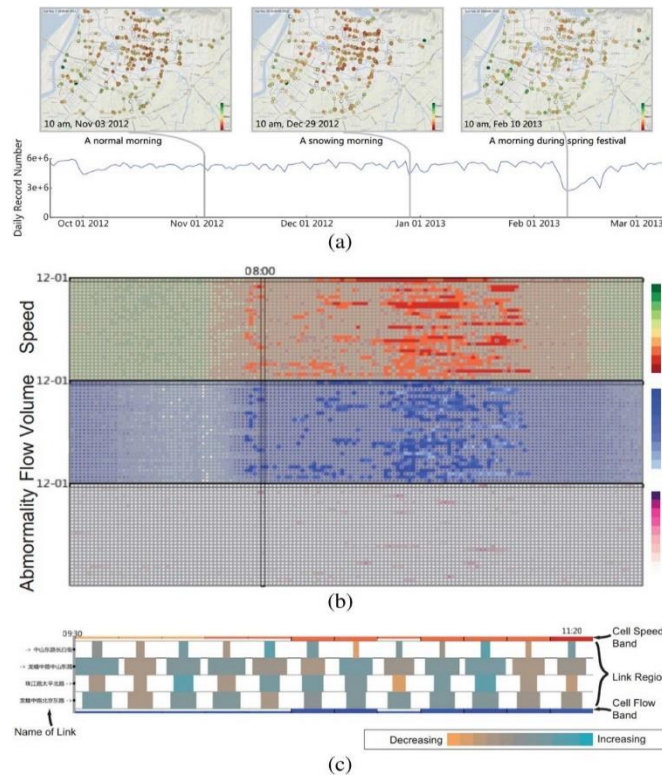 10 am, Nov 03 2012
10 am, Dec 29 2012
10 am, Feb 10 2013
A normal morning
A snowing morning
A morning during spring festival
Daily Record Number
6e+6
3e+6
0
Oct 01 2012
Nov 01 2012
Dec 01 2012
Jan 01 2013
Feb 01 2013
Mar 01 2013
(a)
08:00
12-01
Speed
12-01
Flow Volume
12-01
Abmormality
(b)
09:30
11:20
Cell Speed
Band
Link Region
Cell Flow
Band
Name of Link
Decreasing
Increasing
(c)